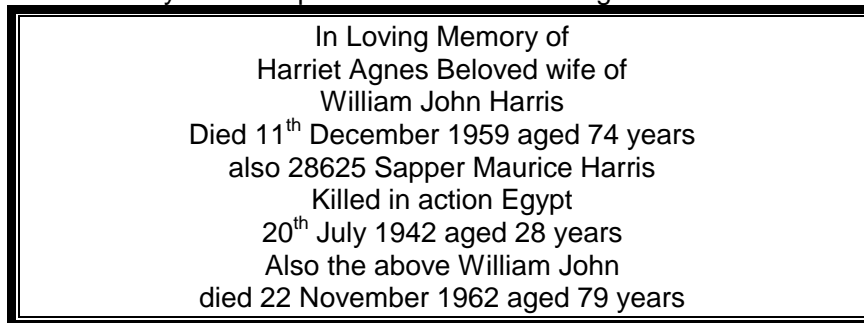 In Loving Memory of
Harriet Agnes Beloved wife of
William John Harris
Died 11th December 1959 aged 74 years
also 28625 Sapper Maurice Harris
Killed in action Egypt
20th July 1942 aged 28 years
Also the above William John
died 22 November 1962 aged 79 years